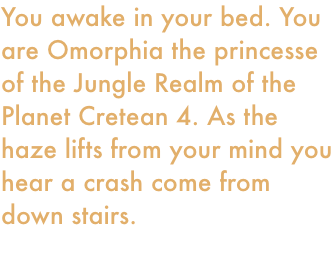 You awake in your bed. You
are Omorphia the princesse
of the Jungle Realm of the
Planet Cretean 4. As the
haze lifts from your mind you
hear a crash come from
down stairs.